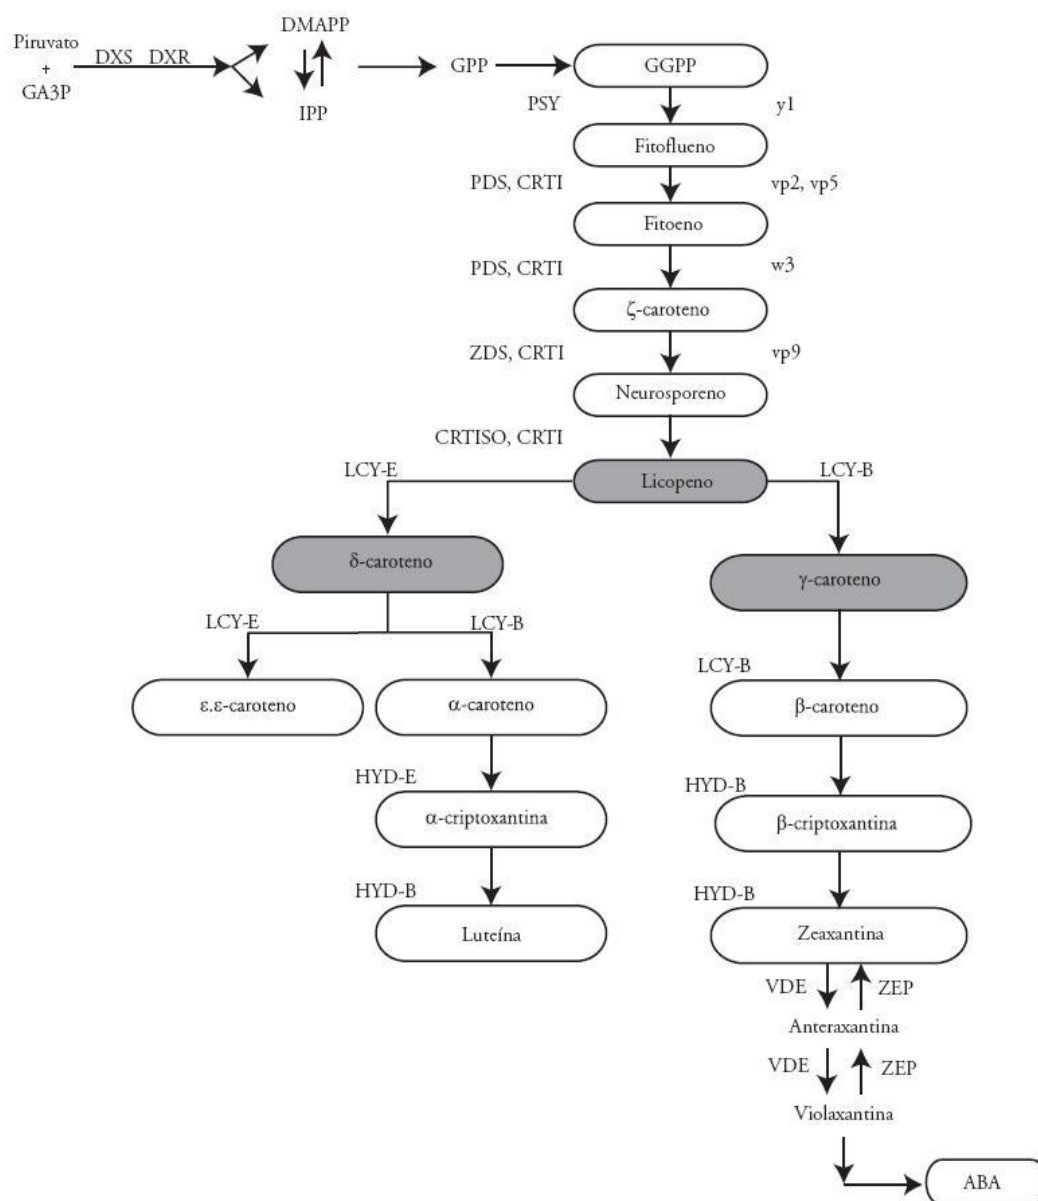 Piruvato
+
GA3P
DXS DXR
DMAPP
IPP
GPP
GGPP
PSY
y1
Fitoflueno
PDS, CRTI
vp2, vp5
Fitoeno
PDS, CRTI
w3
ζ-caroteno
ZDS, CRTI
vp9
Neurosporeno
CRTISO, CRTI
LCY-E
Licopeno
LCY-B
δ-caroteno
γ-caroteno
LCY-E
LCY-B
LCY-B
ε.ε-caroteno
α-caroteno
β-caroteno
HYD-E
HYD-B
α-criptoxantina
β-criptoxantina
HYD-B
HYD-B
Luteína
Zeaxantina
VDE
ZEP
Anteraxantina
VDE
ZEP
Violaxantina
ABA